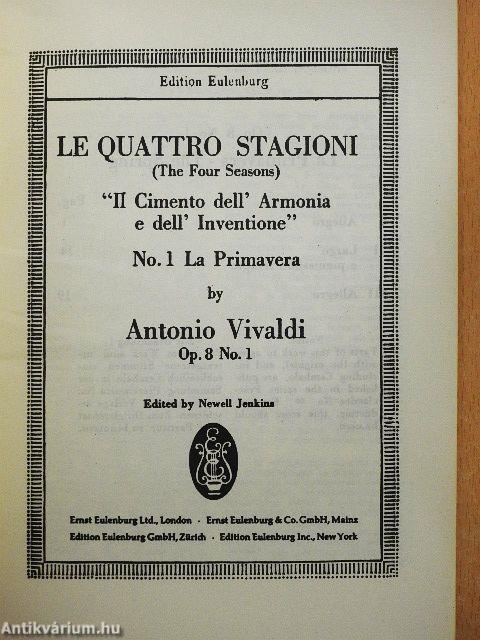 Edition Eulenburg
LE QUATTRO STAGIONI
(The Four Seasons)
"Il Cimento dell' Armonia
e dell' Inventione"
No. 1 La Primavera
by
Antonio Vivaldi
Op. 8 No. 1
Edited by Newell Jenkins
Ernst Eulenburg Ltd., London · Ernst Eulenburg & Co. GmbH, Mainz
Edition Eulenburg GmbH, Zürich · Edition Eulenburg Inc., New York
Antikvárium.hu